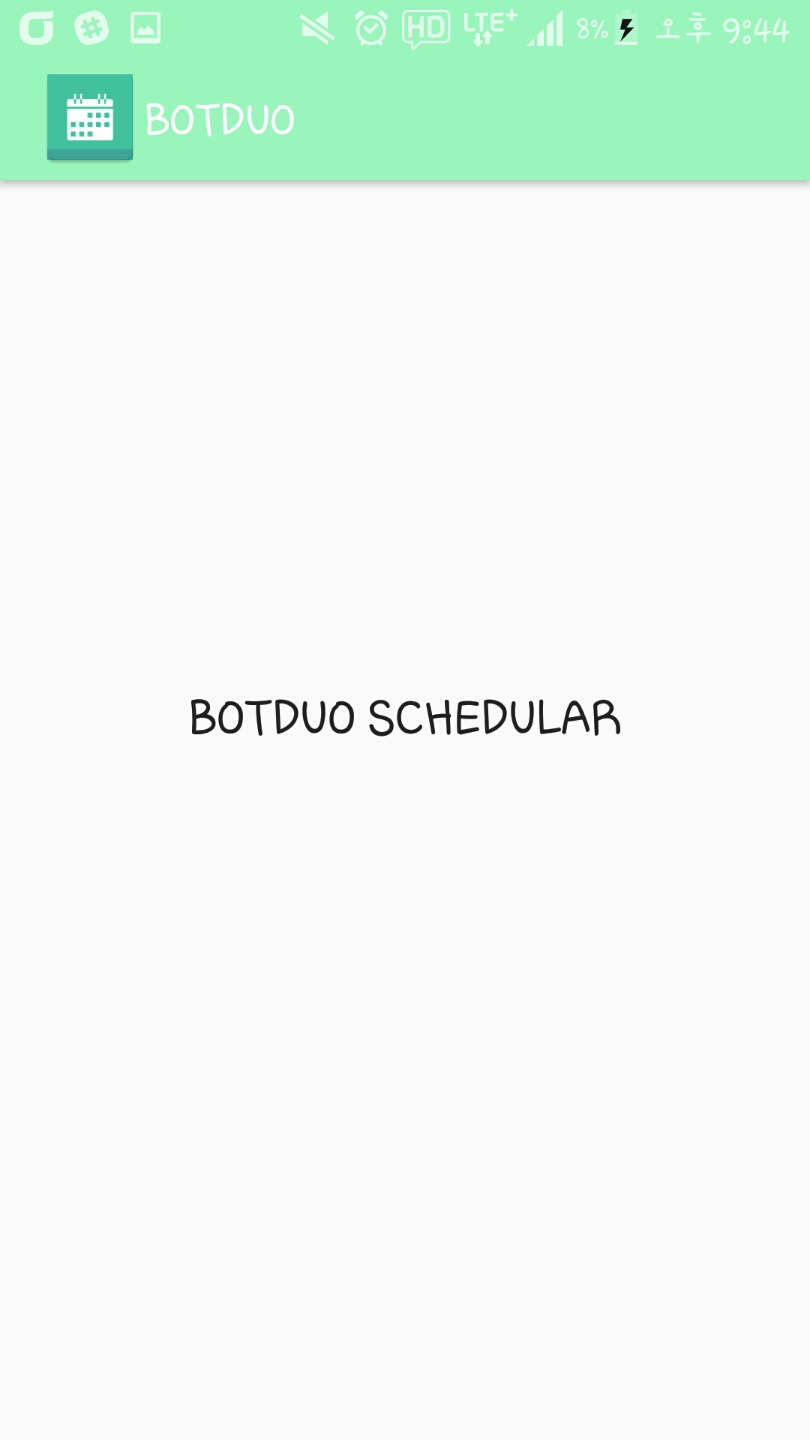 HD LTE+ 8% 오후 9:44
BOTDUO
BOTDUO SCHEDULAR